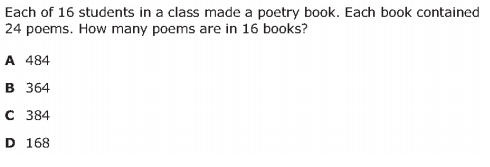 Each of 16 students in a class made a poetry book. Each book contained
24 poems. How many poems are in 16 books?
A 484
B 364
C 384
D 168